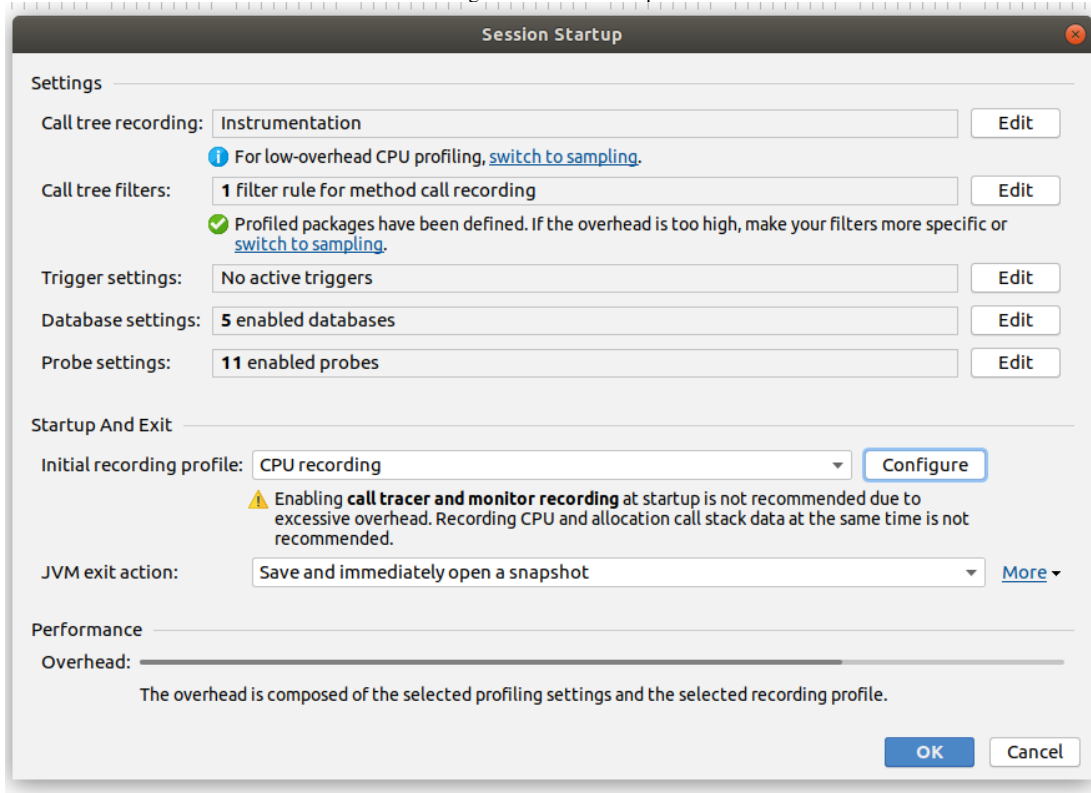 Session Startup
Settings
Call tree recording: Instrumentation Edit
For low-overhead CPU profiling, switch to sampling.
Call tree filters: 1 filter rule for method call recording Edit
Profiled packages have been defined. If the overhead is too high, make your filters more specific or
switch to sampling.
Trigger settings: No active triggers Edit
Database settings: 5 enabled databases Edit
Probe settings: 11 enabled probes Edit
Startup And Exit
Initial recording profile: CPU recording Configure
Enabling call tracer and monitor recording at startup is not recommended due to
excessive overhead. Recording CPU and allocation call stack data at the same time is not
recommended.
JVM exit action: Save and immediately open a snapshot More
Performance
Overhead:
The overhead is composed of the selected profiling settings and the selected recording profile.
OK Cancel